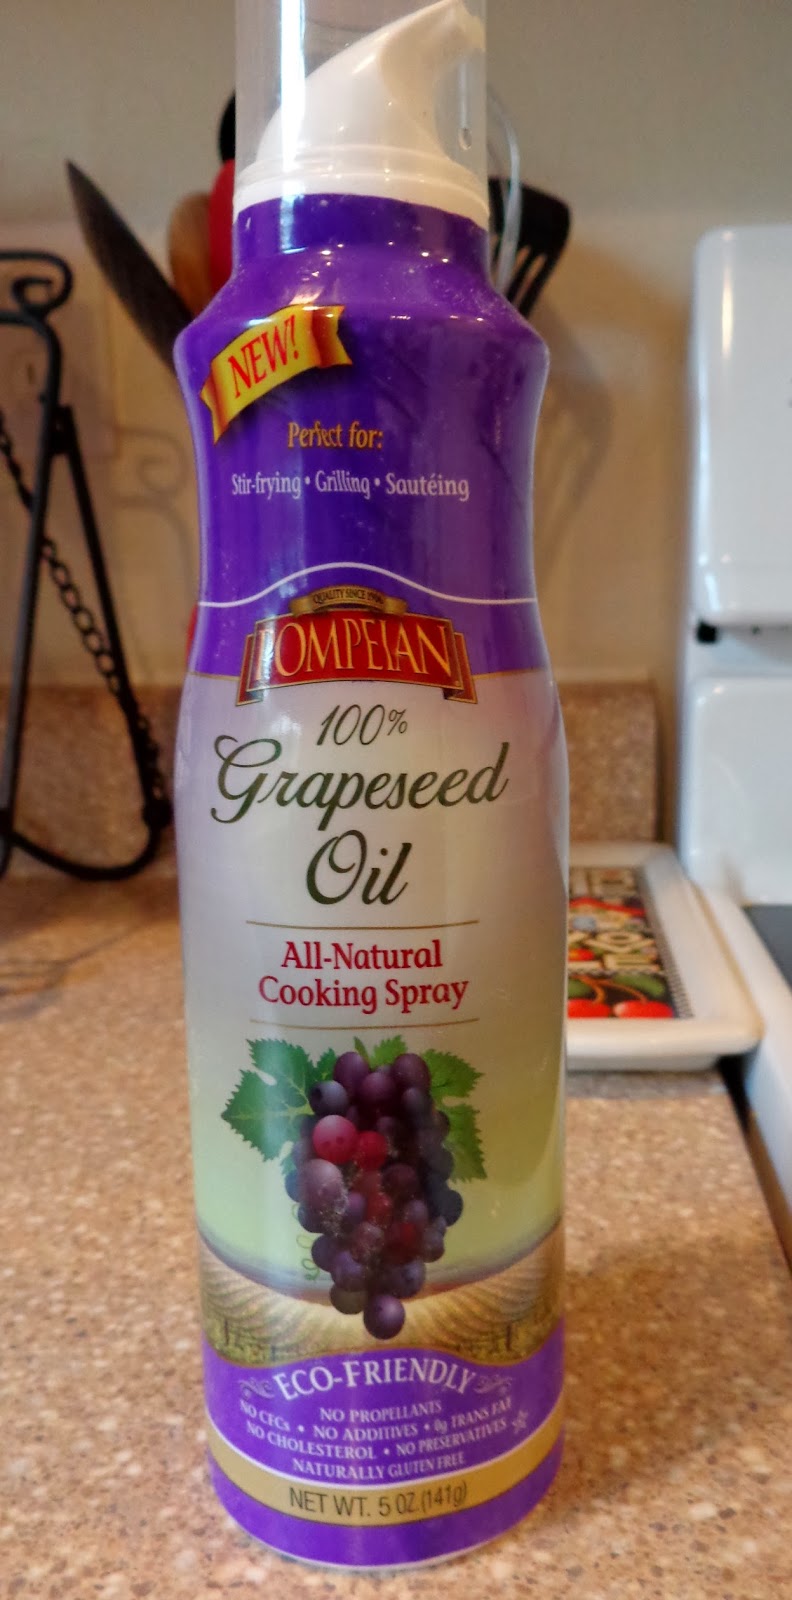 NEW!
Perfect for:
Stir-frying • Grilling • Sautéing
QUALITY SINCE 1906
POMPEIAN
100%
Grapeseed
Oil
All-Natural
Cooking Spray
ECO-FRIENDLY
NO PROPELLANTS
NO CFCs • NO ADDITIVES • 0g TRANS FAT
NO CHOLESTEROL • NO PRESERVATIVES
NATURALLY GLUTEN FREE
NET WT. 5 OZ. (141g)